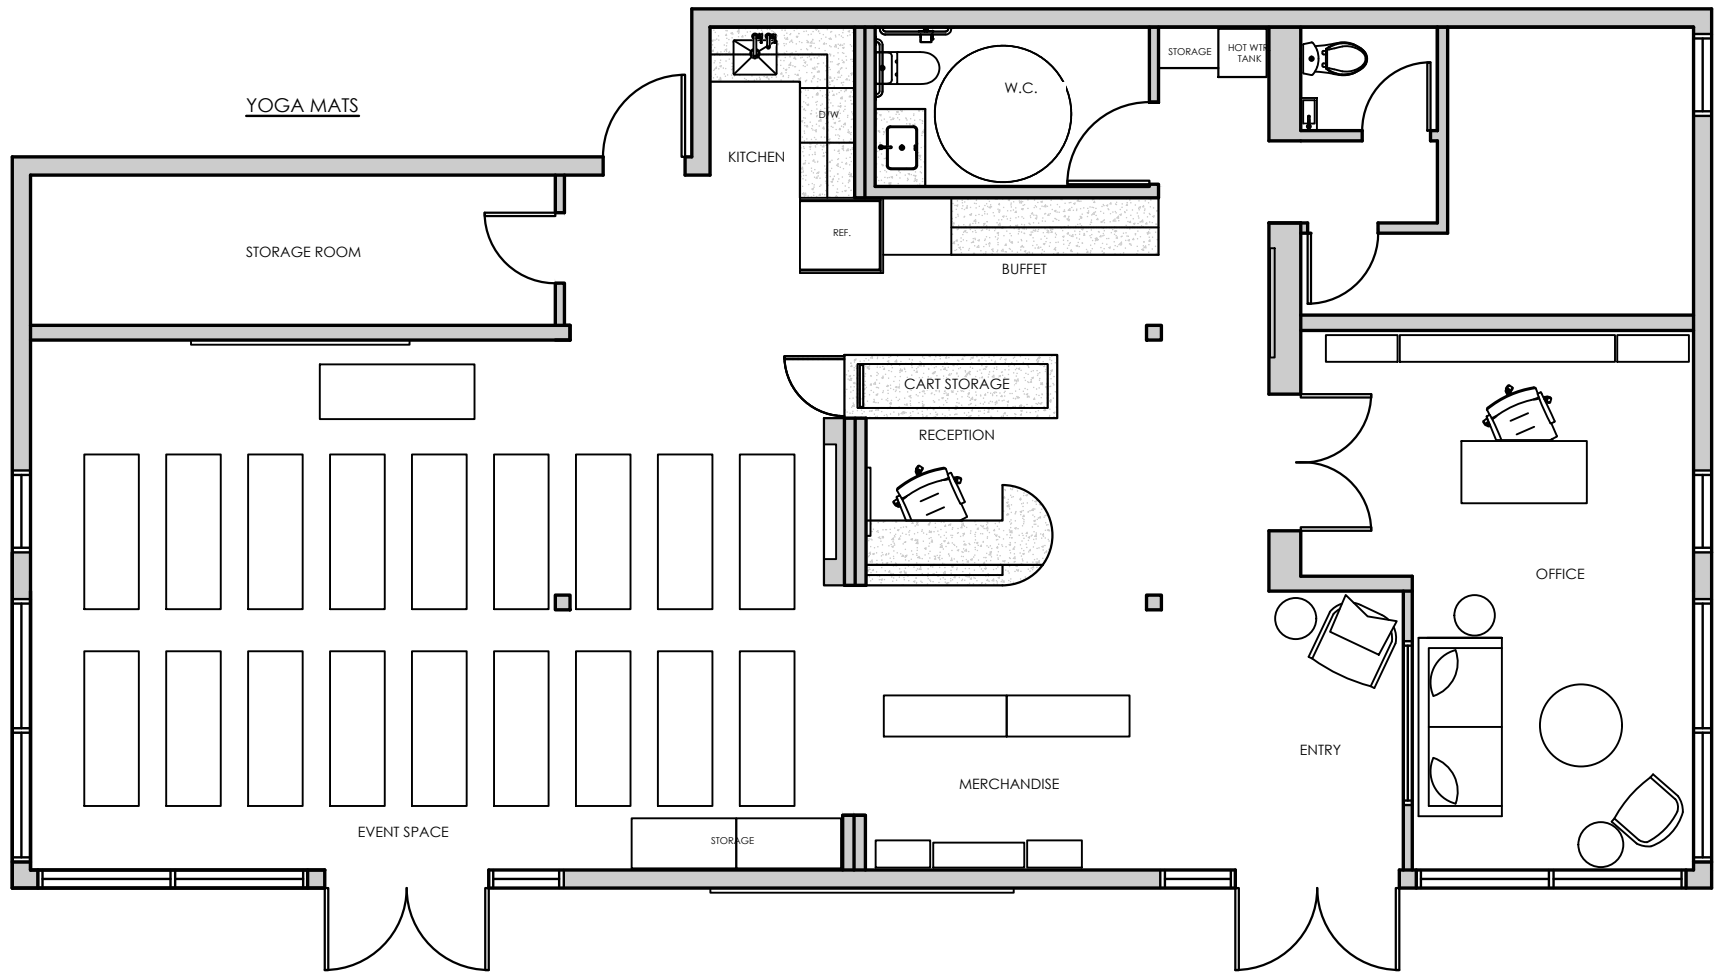 STORAGE
HOT WTR
TANK
W.C.
YOGA MATS
D/W
KITCHEN
REF.
STORAGE ROOM
BUFFET
CART STORAGE
RECEPTION
OFFICE
ENTRY
MERCHANDISE
EVENT SPACE
STORAGE